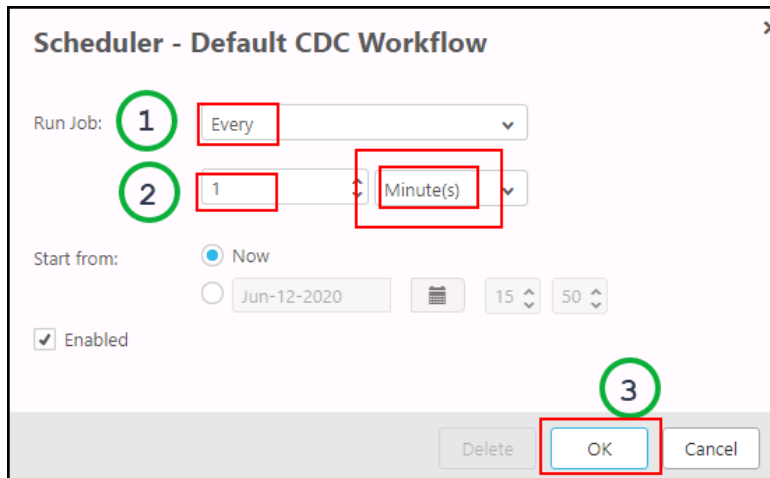 Scheduler - Default CDC Workflow
Run Job: 1 Every
2 1 Minute(s)
Start from: Now
Jun-12-2020 15 50
Enabled
3
Delete OK Cancel